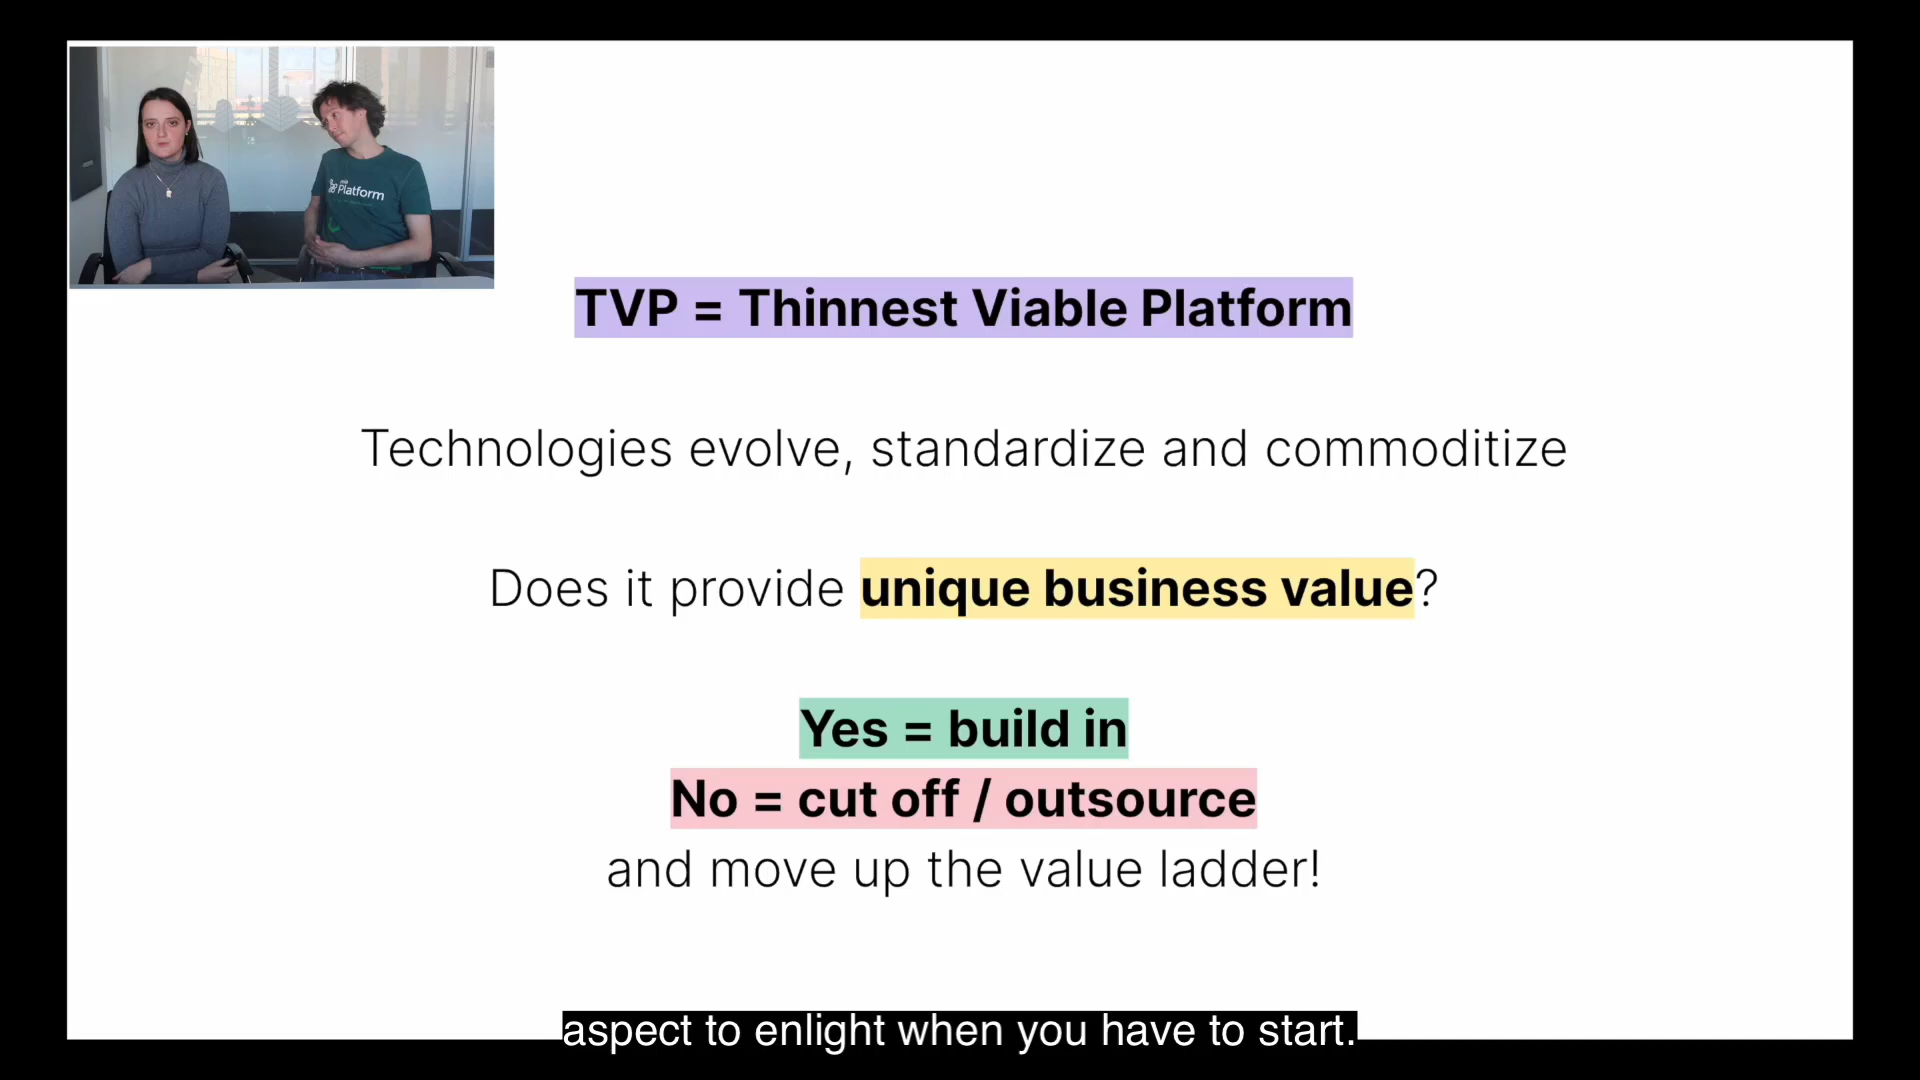 Platform
TVP = Thinnest Viable Platform
Technologies evolve, standardize and commoditize
Does it provide unique business value?
Yes = build in
No = cut off / outsource
and move up the value ladder!
aspect to enlight when you have to start.